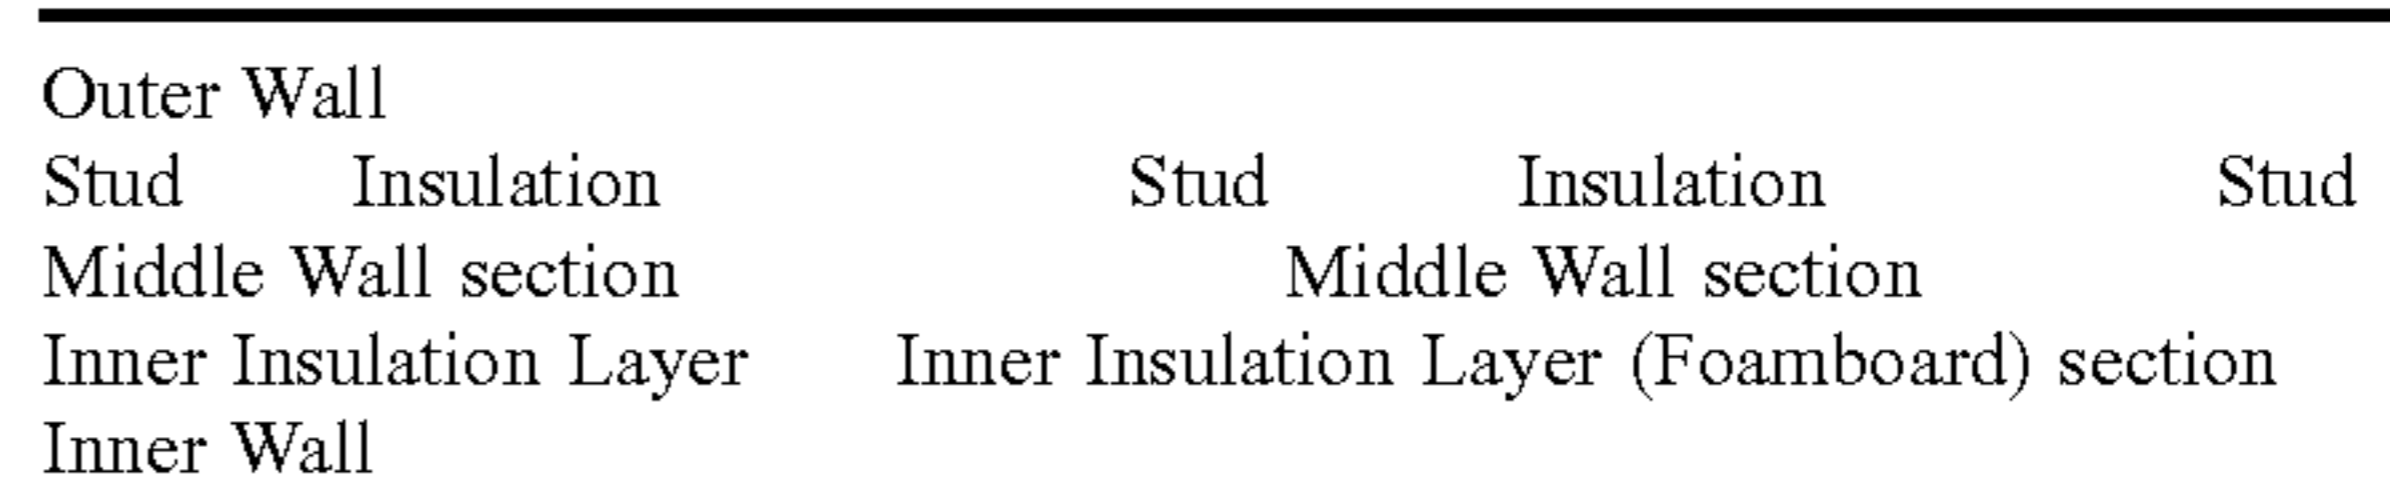 Outer Wall
Stud Insulation Stud Insulation Stud
Middle Wall section Middle Wall section
Inner Insulation Layer Inner Insulation Layer (Foamboard) section
Inner Wall